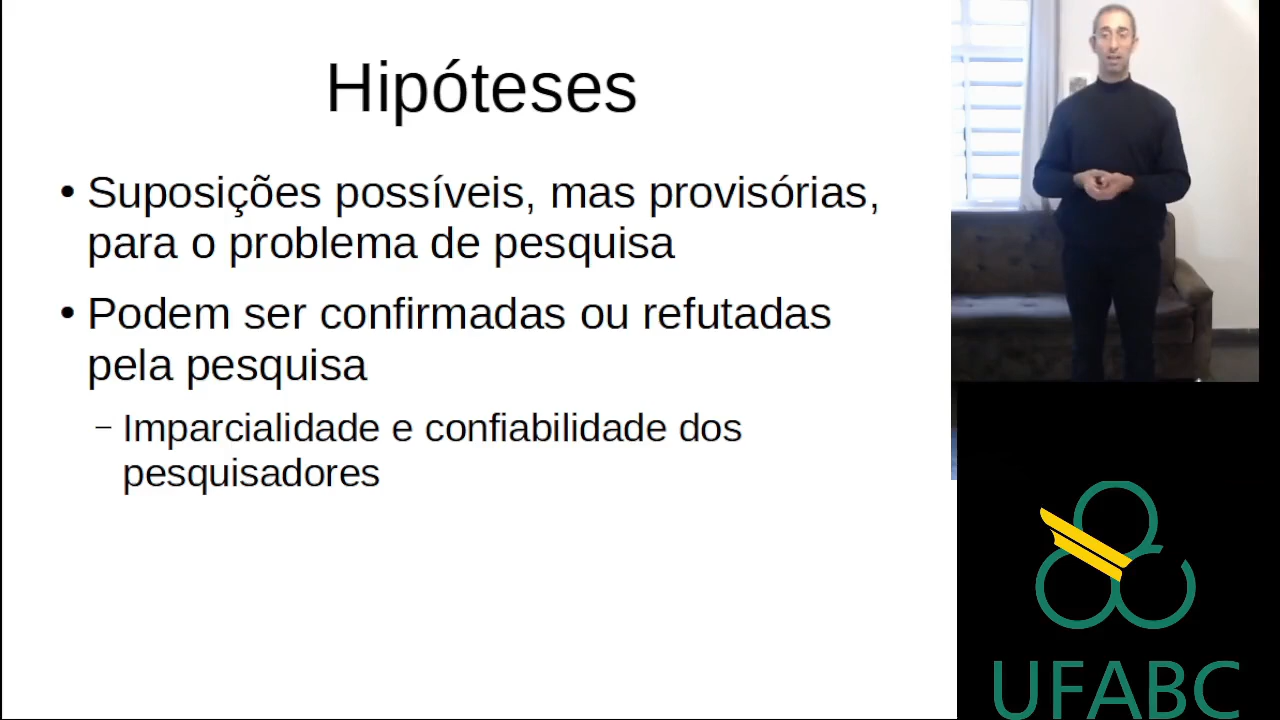 Hipóteses
• Suposições possíveis, mas provisórias,
para o problema de pesquisa
• Podem ser confirmadas ou refutadas
pela pesquisa
– Imparcialidade e confiabilidade dos
pesquisadores
UFABC